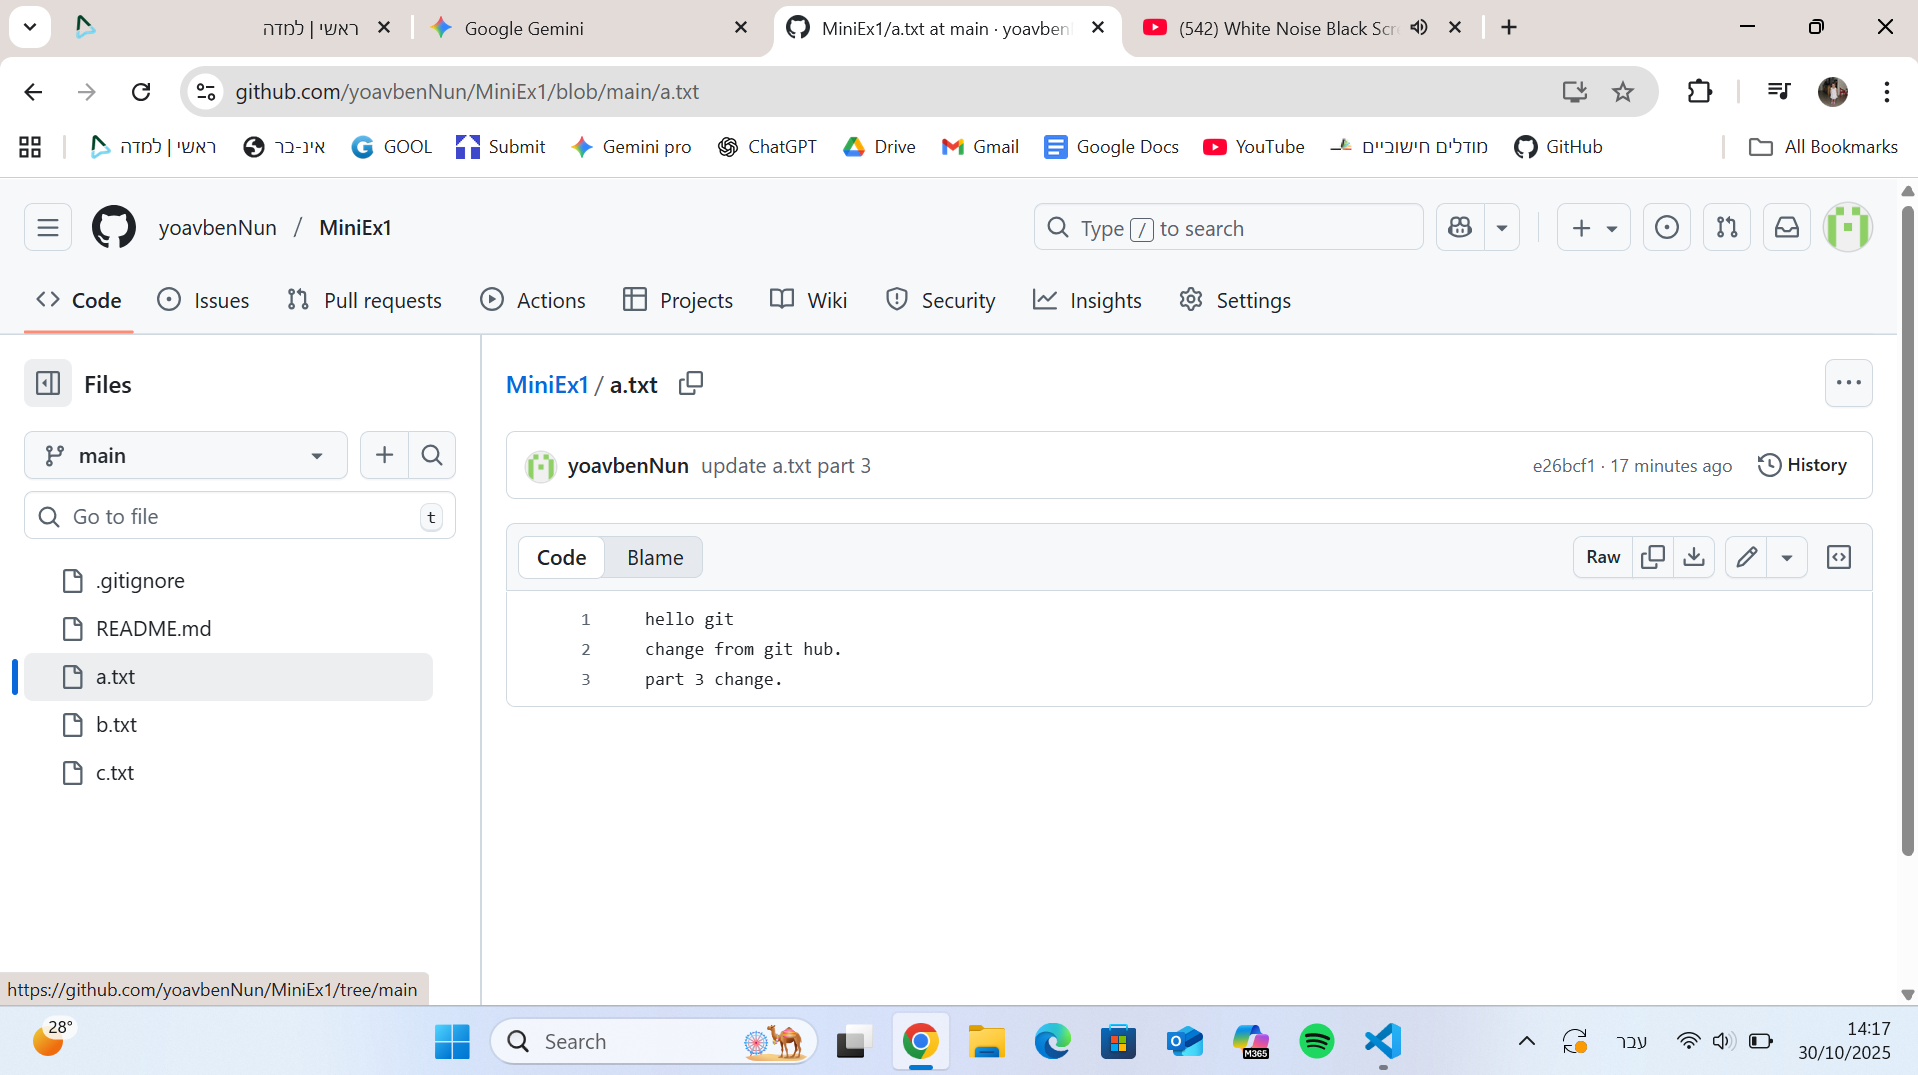 ראשי | למדה
Google Gemini
MiniEx1/a.txt at main · yoavben
(542) White Noise Black Scr
github.com/yoavbenNun/MiniEx1/blob/main/a.txt
ראשי | למדה
אינ-בר
GOOL
Submit
Gemini pro
ChatGPT
Drive
Gmail
Google Docs
YouTube
מודלים חישוביים
GitHub
All Bookmarks
yoavbenNun / MiniEx1
Type / to search
Code
Issues
Pull requests
Actions
Projects
Wiki
Security
Insights
Settings
Files
main
Go to file
t
.gitignore
README.md
a.txt
b.txt
c.txt
MiniEx1 / a.txt
yoavbenNun update a.txt part 3
e26bcf1 · 17 minutes ago
History
Code
Blame
Raw
1 hello git
2 change from git hub.
3 part 3 change.
https://github.com/yoavbenNun/MiniEx1/tree/main
28°
Search
M365
עבר
14:17
30/10/2025